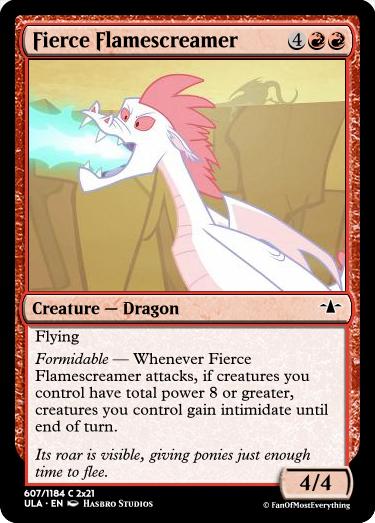 Fierce Flamescreamer 4
Creature — Dragon
Flying
Formidable — Whenever Fierce
Flamescreamer attacks, if creatures you
control have total power 8 or greater,
creatures you control gain intimidate until
end of turn.
Its roar is visible, giving ponies just enough
time to flee.
4/4
607/1184 C 2x21
ULA • EN Hasbro Studios © FanOfMostEverything